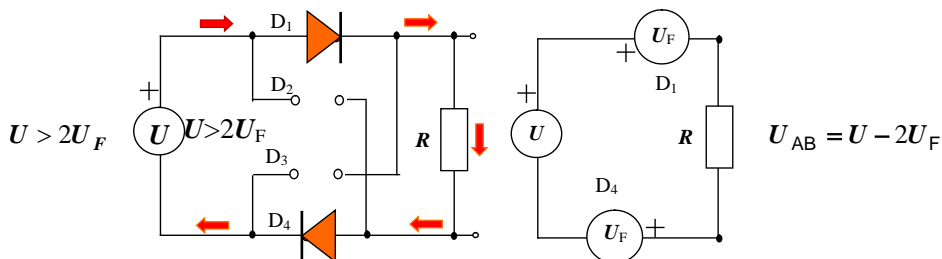 D₁
D₂
U > 2U_F
+
U
U>2U_F
D₃
R
D₄
+
U_F
D₁
+
U
R
D₄
U_F
+
U_AB = U − 2U_F